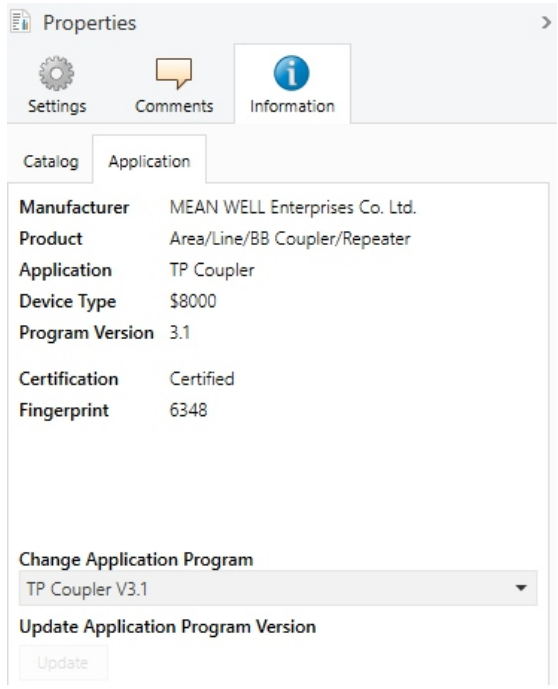 Properties
Settings Comments Information
Catalog Application
Manufacturer MEAN WELL Enterprises Co. Ltd.
Product Area/Line/BB Coupler/Repeater
Application TP Coupler
Device Type $8000
Program Version 3.1
Certification Certified
Fingerprint 6348
Change Application Program
TP Coupler V3.1
Update Application Program Version
Update